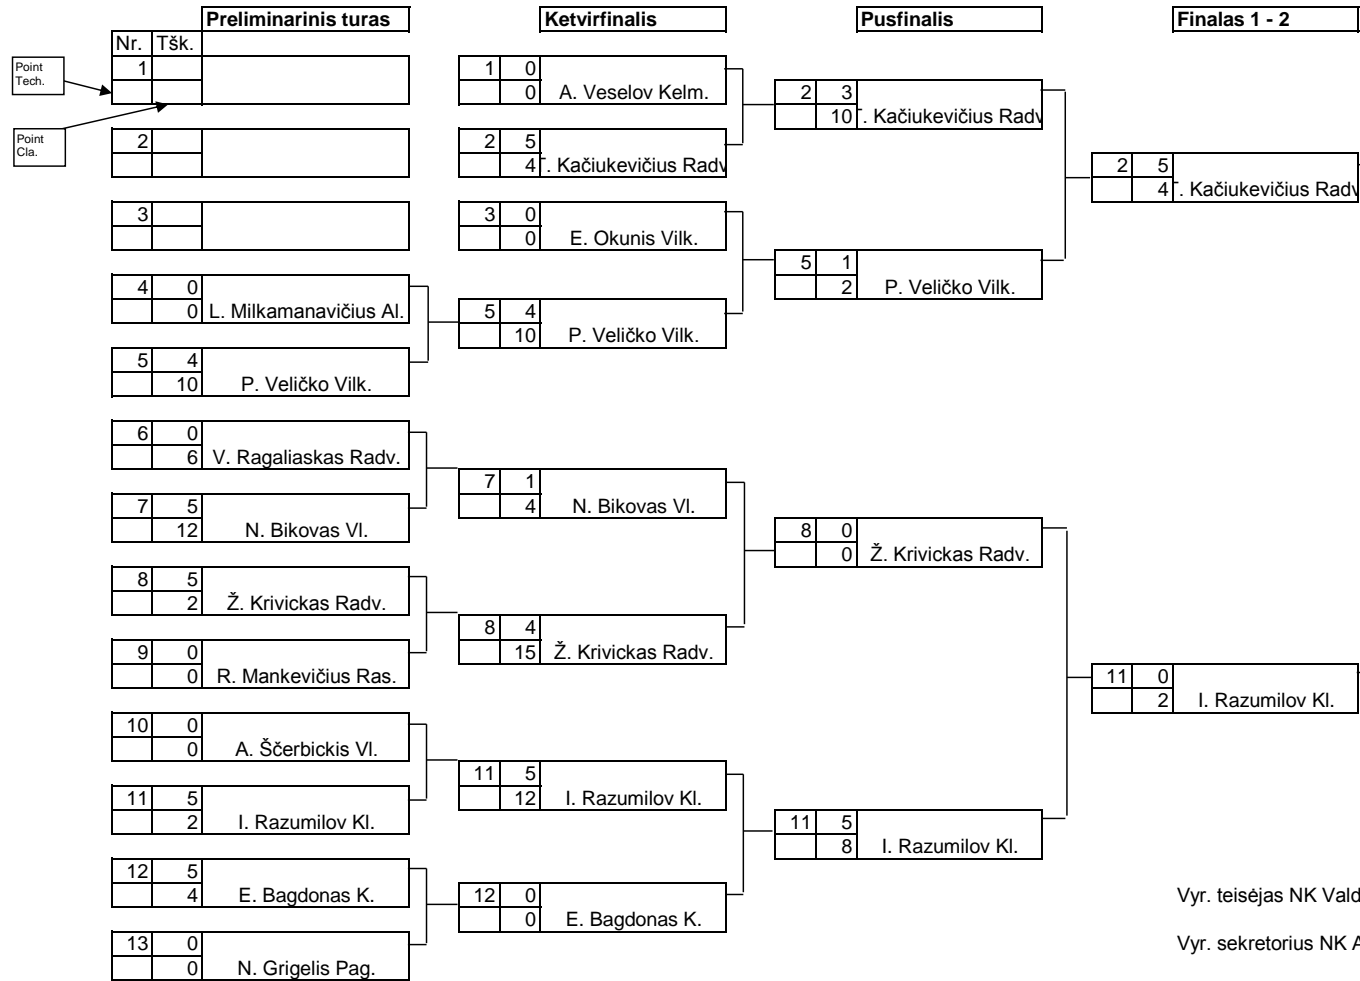 Preliminarinis turas Ketvirfinalis Pusfinalis Finalas 1 - 2
Nr. Tšk.
Point
Tech.
1
1 0
0 A. Veselov Kelm.
2 3
10 . Kačiukevičius Radv
Point
Cla.
2
2 5
4 . Kačiukevičius Radv
2 5
4 . Kačiukevičius Radv
3
3 0
0 E. Okunis Vilk.
5 1
2 P. Veličko Vilk.
4 0
0 L. Milkamanavičius Al.
5 4
10 P. Veličko Vilk.
5 4
10 P. Veličko Vilk.
6 0
6 V. Ragaliaskas Radv.
7 1
4 N. Bikovas Vl.
7 5
12 N. Bikovas Vl.
8 0
0 Ž. Krivickas Radv.
8 5
2 Ž. Krivickas Radv.
8 4
15 Ž. Krivickas Radv.
9 0
0 R. Mankevičius Ras.
11 0
2 I. Razumilov Kl.
10 0
0 A. Ščerbickis Vl.
11 5
12 I. Razumilov Kl.
11 5
2 I. Razumilov Kl.
11 5
8 I. Razumilov Kl.
12 5
4 E. Bagdonas K.
12 0
0 E. Bagdonas K.
Vyr. teisėjas NK Vald
13 0
0 N. Grigelis Pag.
Vyr. sekretorius NK A